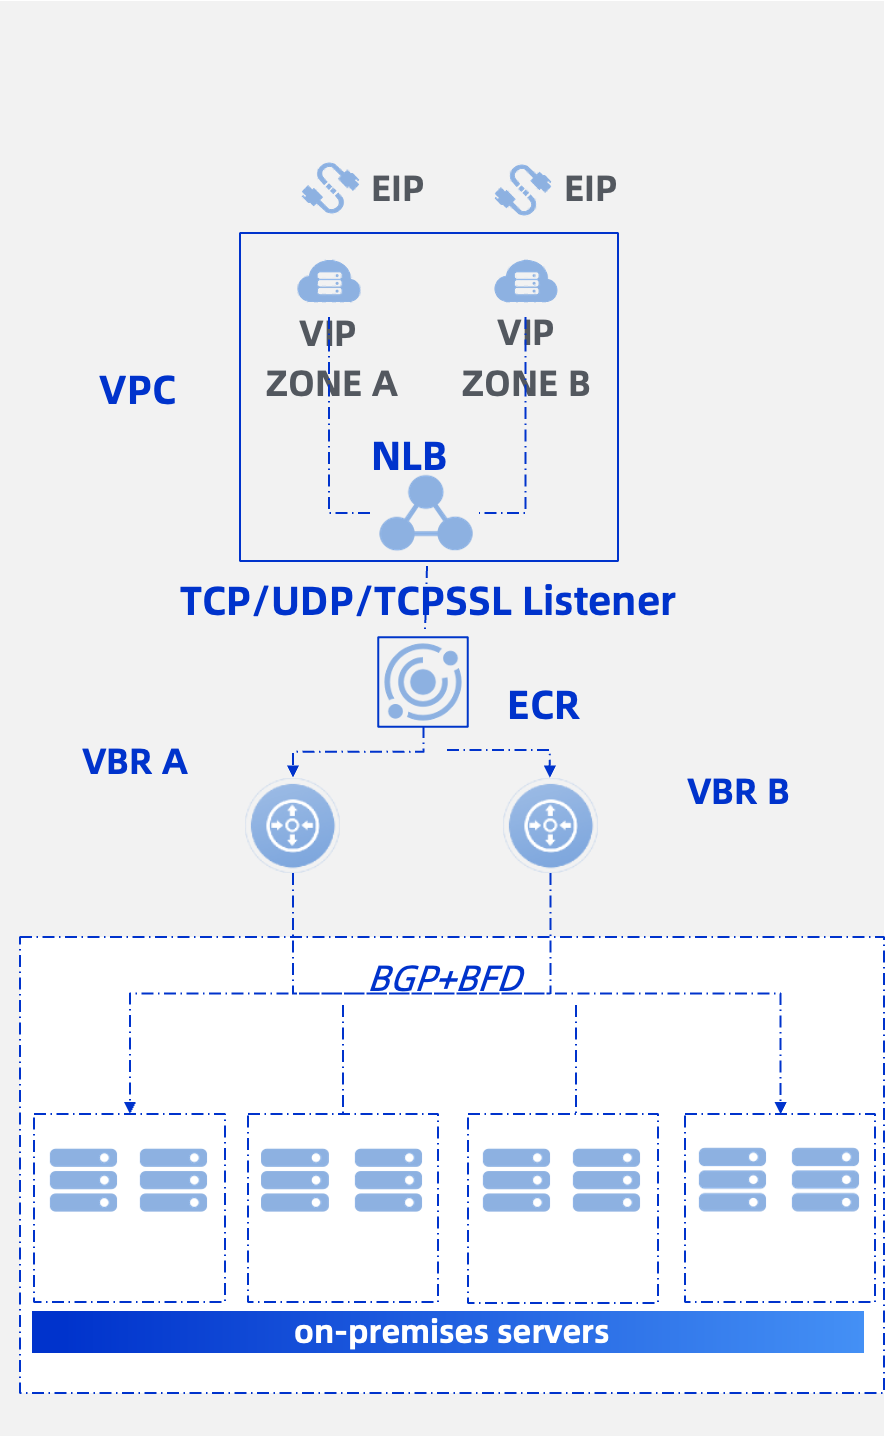 EIP
EIP
VIP
VIP
ZONE A
ZONE B
VPC
NLB
TCP/UDP/TCPSSL Listener
ECR
VBR A
VBR B
BGP+BFD
on-premises servers